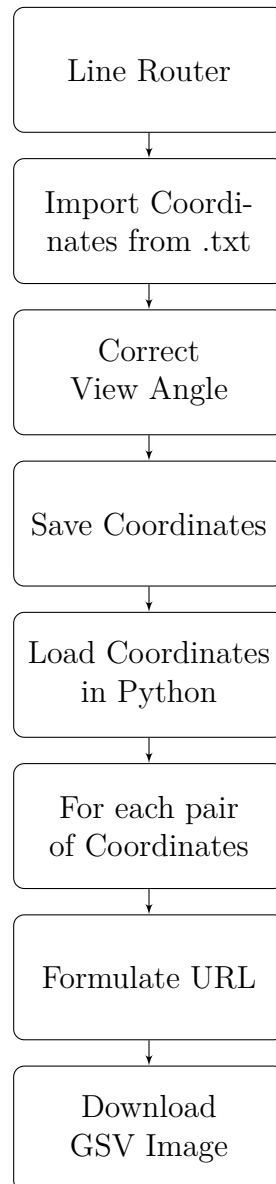 Line Router
Import Coordi-
nates from .txt
Correct
View Angle
Save Coordinates
Load Coordinates
in Python
For each pair
of Coordinates
Formulate URL
Download
GSV Image